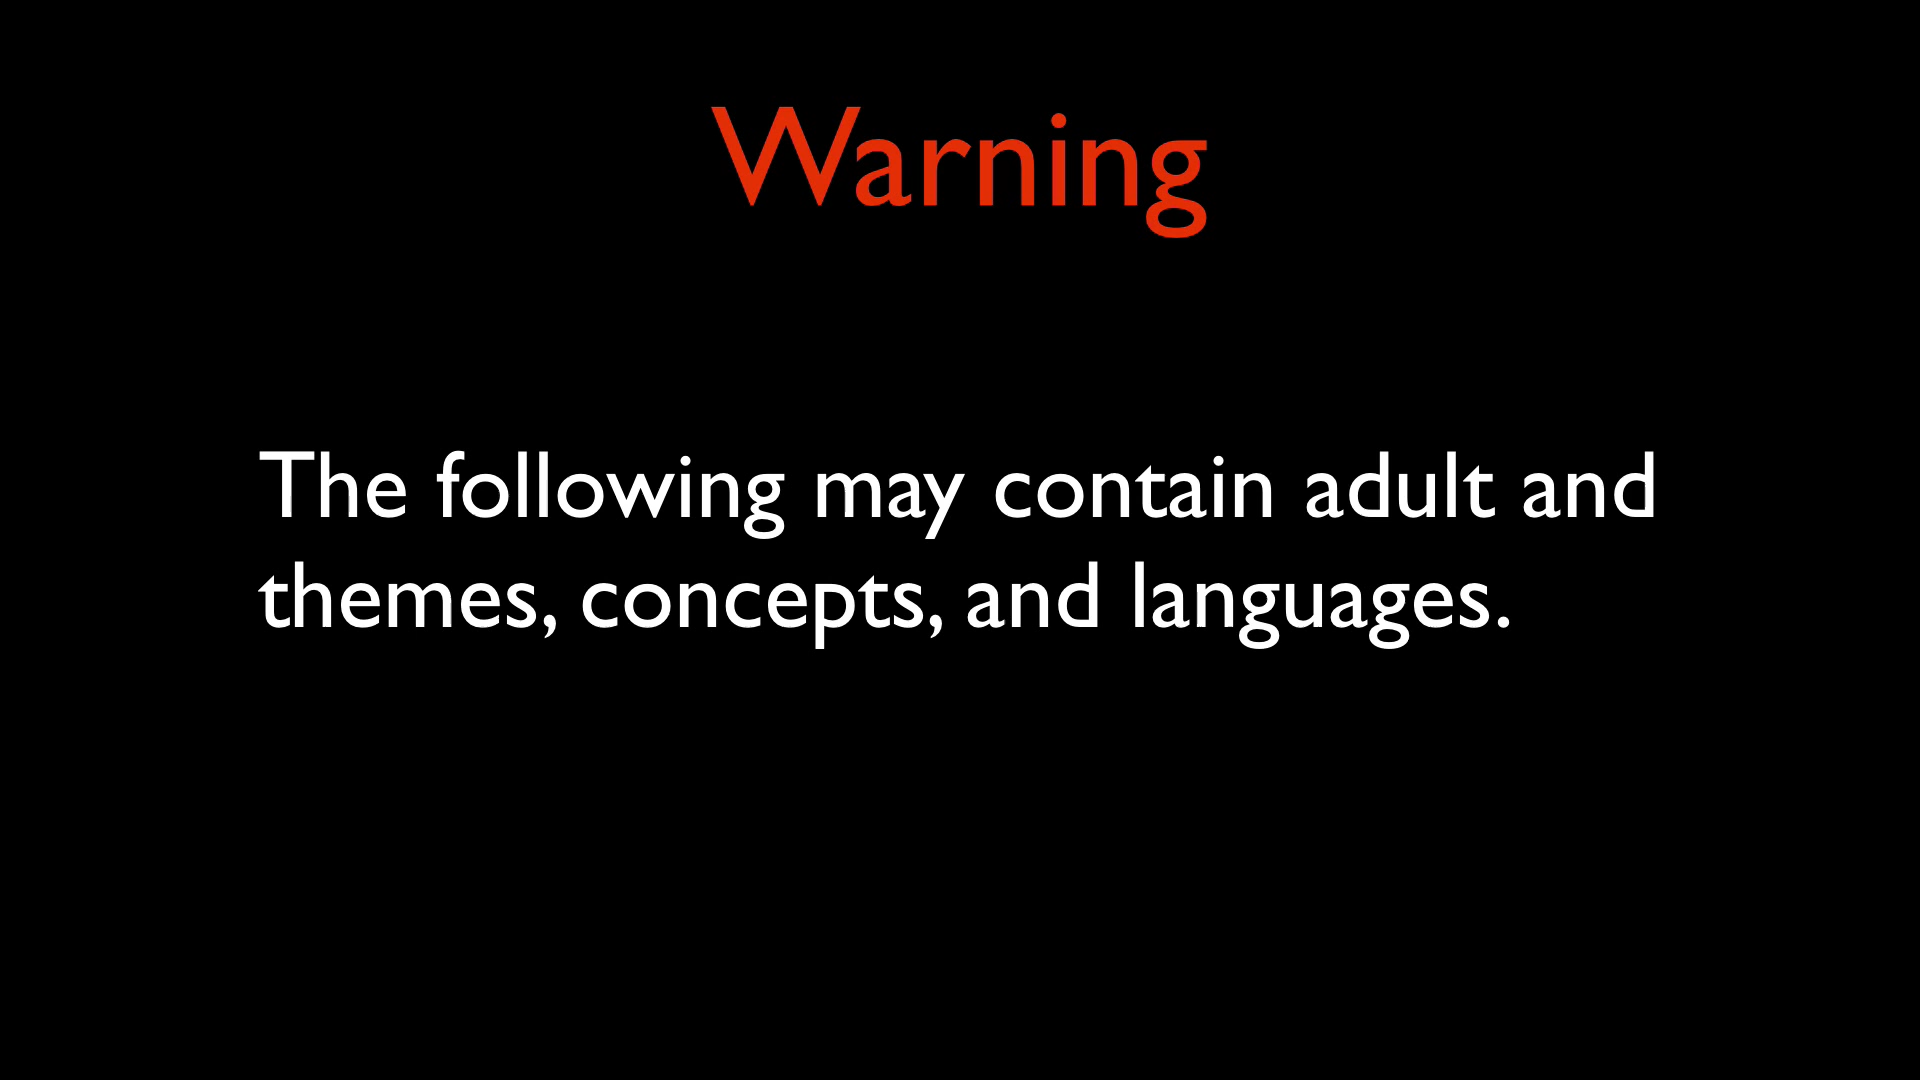 Warning
The following may contain adult and
themes, concepts, and languages.